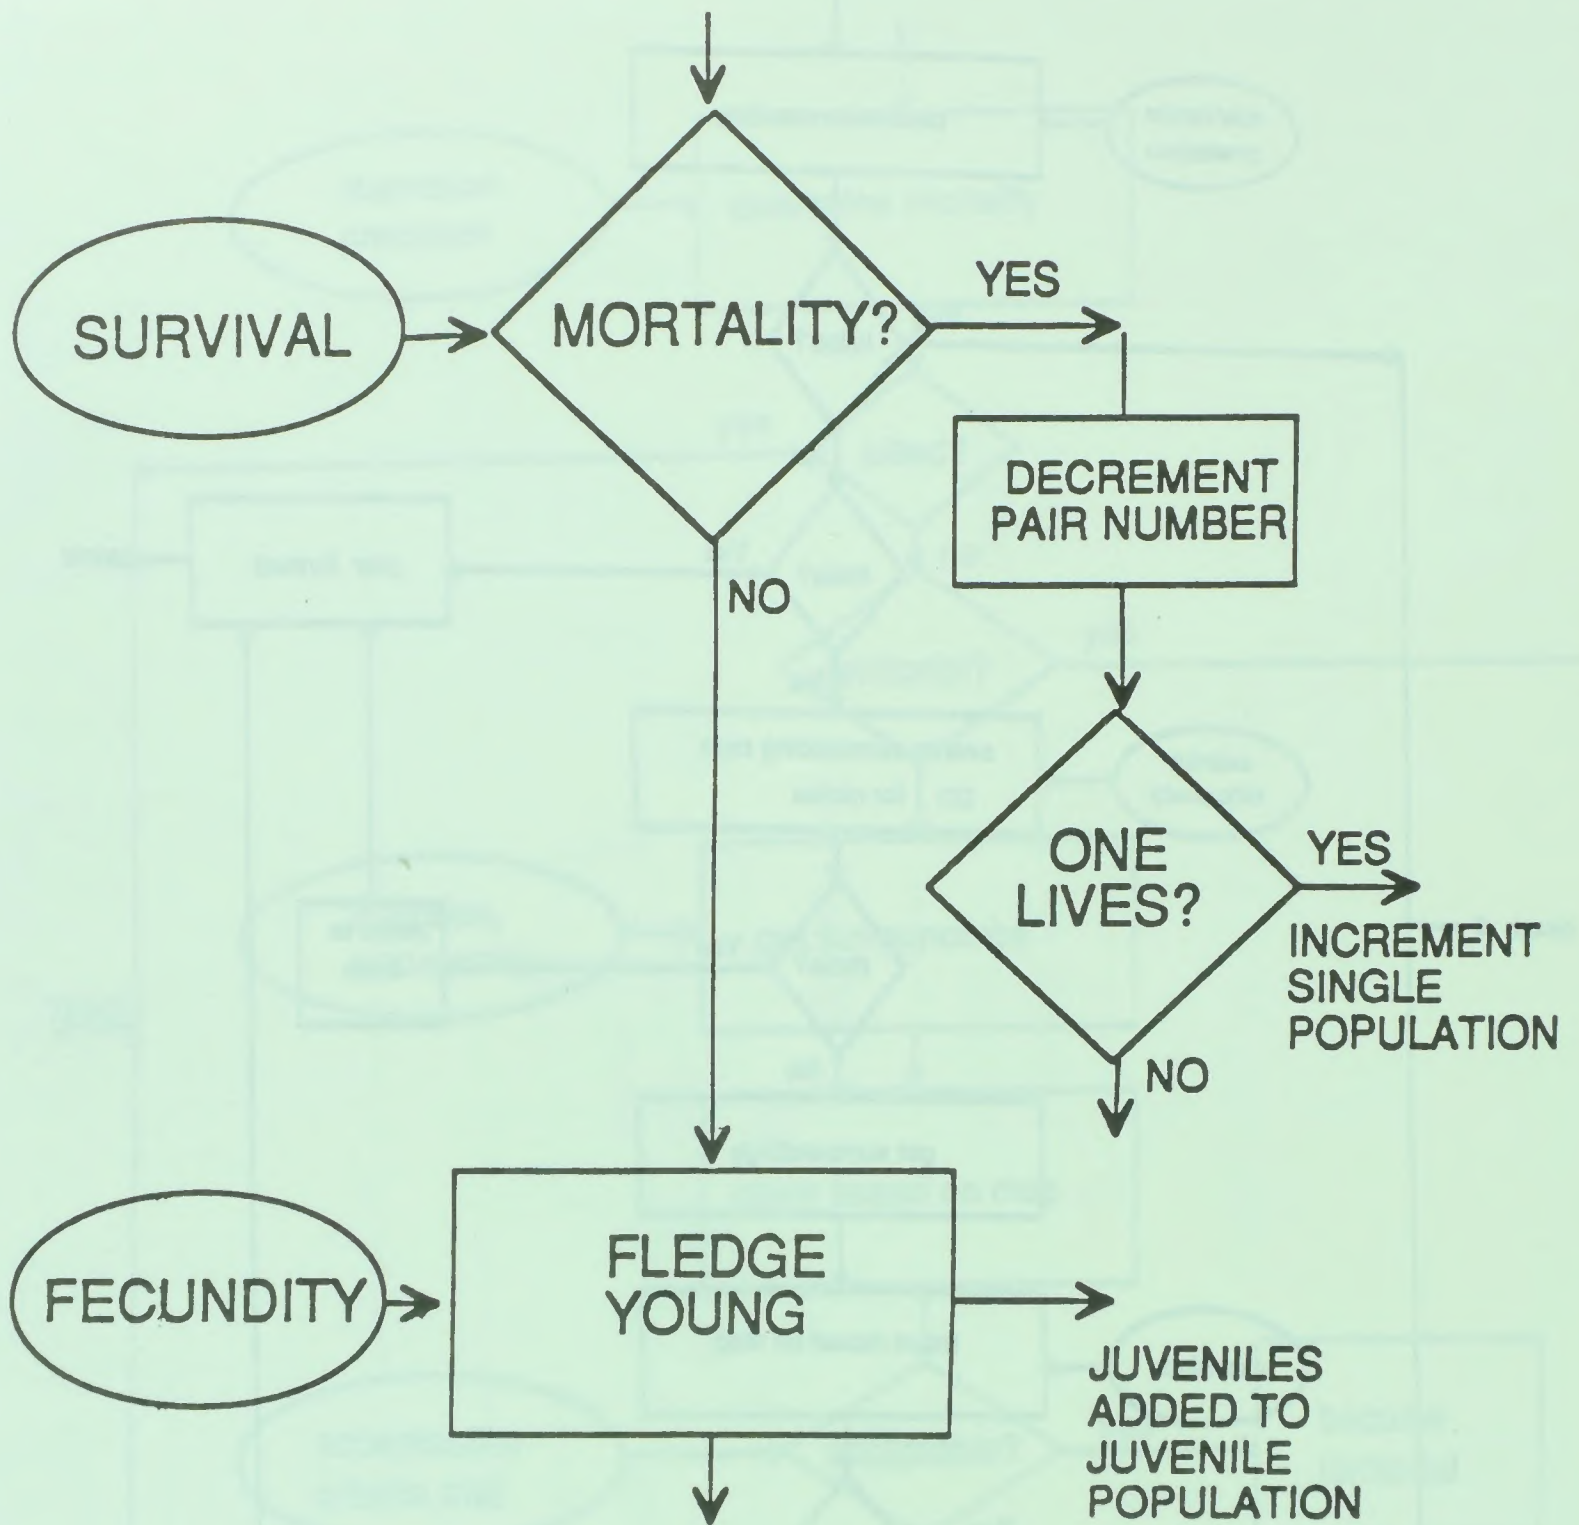 YES
SURVIVAL
MORTALITY?
DECREMENT
PAIR NUMBER
NO
ONE
LIVES?
YES
INCREMENT
SINGLE
POPULATION
NO
FECUNDITY
FLEDGE
YOUNG
JUVENILES
ADDED TO
JUVENILE
POPULATION